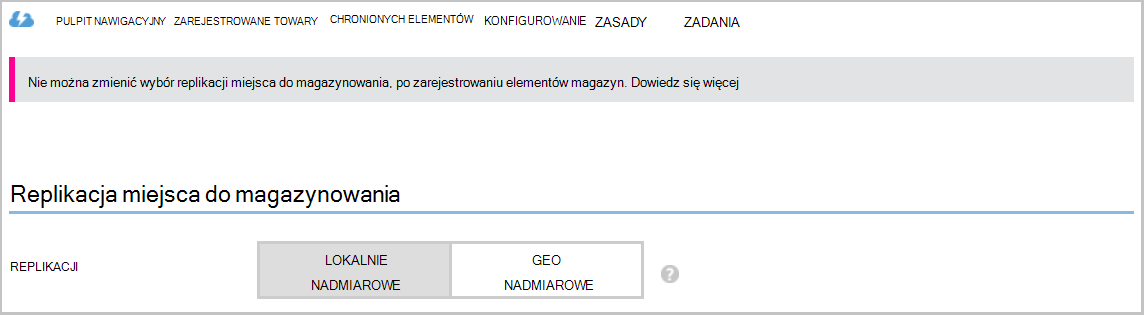 PULPIT NAWIGACYJNY ZAREJESTROWANE TOWARY CHRONIONYCH ELEMENTÓW KONFIGUROWANIE ZASADY ZADANIA
Nie można zmienić wybór replikacji miejsca do magazynowania, po zarejestrowaniu elementów magazyn. Dowiedz się więcej
Replikacja miejsca do magazynowania
REPLIKACJI
LOKALNIE
NADMIAROWE
GEO
NADMIAROWE
?